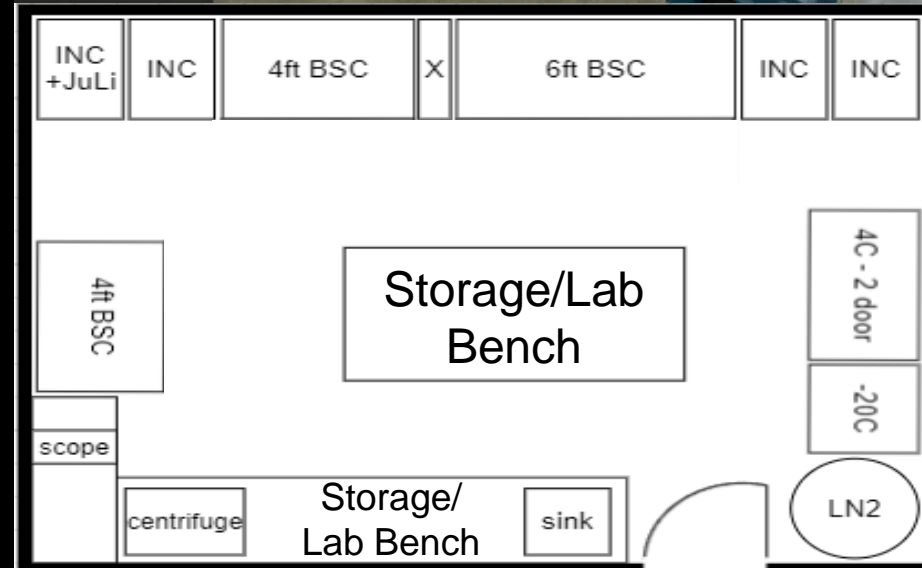 INC
+JuLi
INC
4ft BSC
X
6ft BSC
INC
INC
4ft BSC
Storage/Lab
Bench
4C - 2 door
-20C
scope
centrifuge
Storage/
Lab Bench
sink
LN2